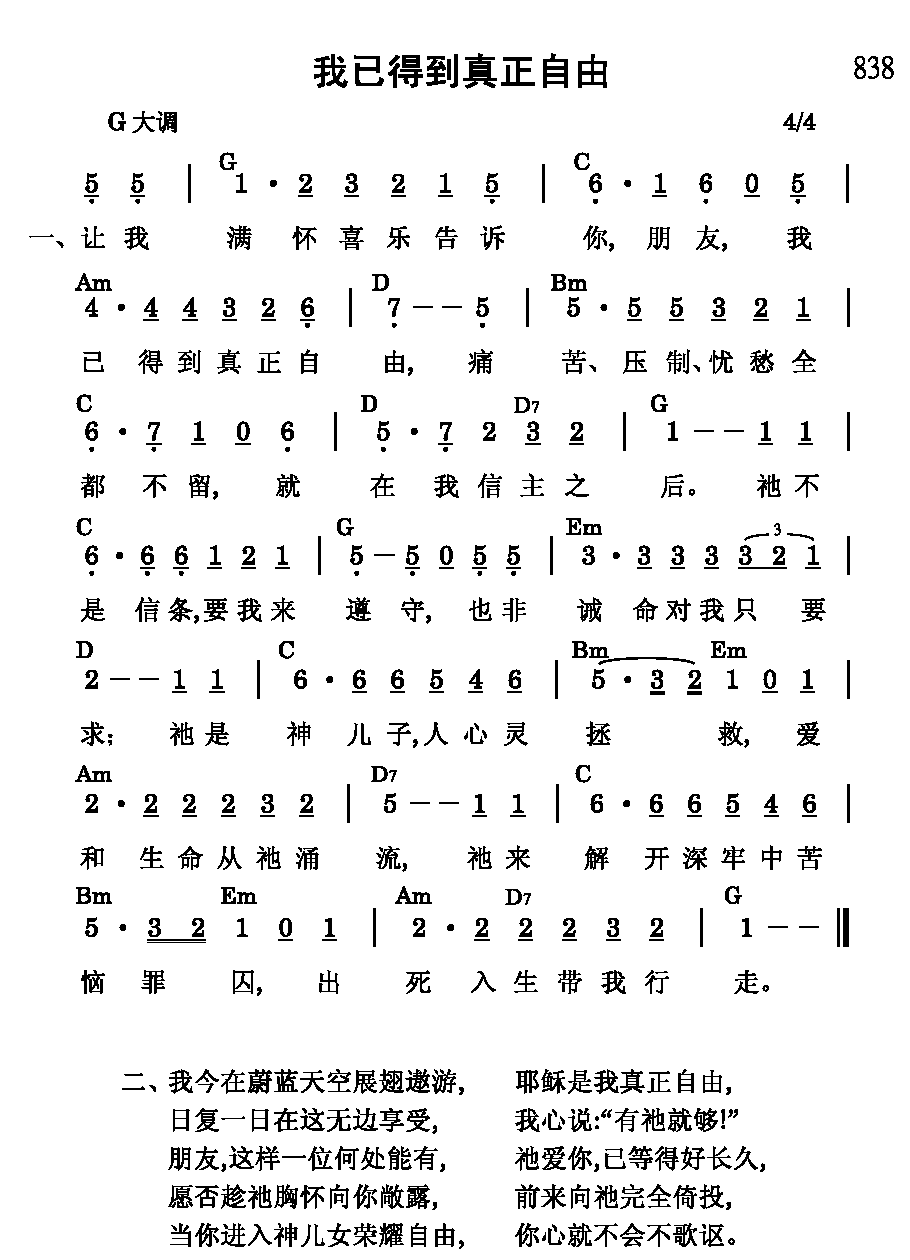 我已得到真正自由 838
G 大调 4/4
G C
5 5 | 1 · 2 3 2 1 5 | 6 · 1 6 0 5 |
一、让我 满 怀喜乐告诉 你, 朋友, 我
Am D Bm
4 · 4 4 3 2 6 | 7 – – 5 | 5 · 5 5 3 2 1 |
已 得到真正自 由, 痛 苦、压制、忧愁全
C D D7 G
6 · 7 1 0 6 | 5 · 7 2 3 2 | 1 – – 1 1 |
都 不留, 就 在 我信主之 后。 祂不
C G Em 3
6 · 6 6 1 2 1 | 5 – 5 0 5 5 | 3 · 3 3 3 3 2 1 |
是 信条,要我来 遵 守, 也非 诫 命对我只 要
D C Bm Em
2 – – 1 1 | 6 · 6 6 5 4 6 | 5 · 3 2 1 0 1 |
求; 祂是 神 儿子,人心灵 拯 救, 爱
Am D7 C
2 · 2 2 2 3 2 | 5 – – 1 1 | 6 · 6 6 5 4 6 |
和 生命从祂涌 流, 祂来 解 开深牢中苦
Bm Em Am D7 G
5 · 3 2 1 0 1 | 2 · 2 2 2 3 2 | 1 – – ‖
恼 罪 囚, 出 死 入生带我行 走。
二、我今在蔚蓝天空展翅遨游, 耶稣是我真正自由,
日复一日在这无边享受, 我心说:“有祂就够!”
朋友,这样一位何处能有, 祂爱你,已等得好长久,
愿否趁祂胸怀向你敞露, 前来向祂完全倚投,
当你进入神儿女荣耀自由, 你心就不会不歌讴。